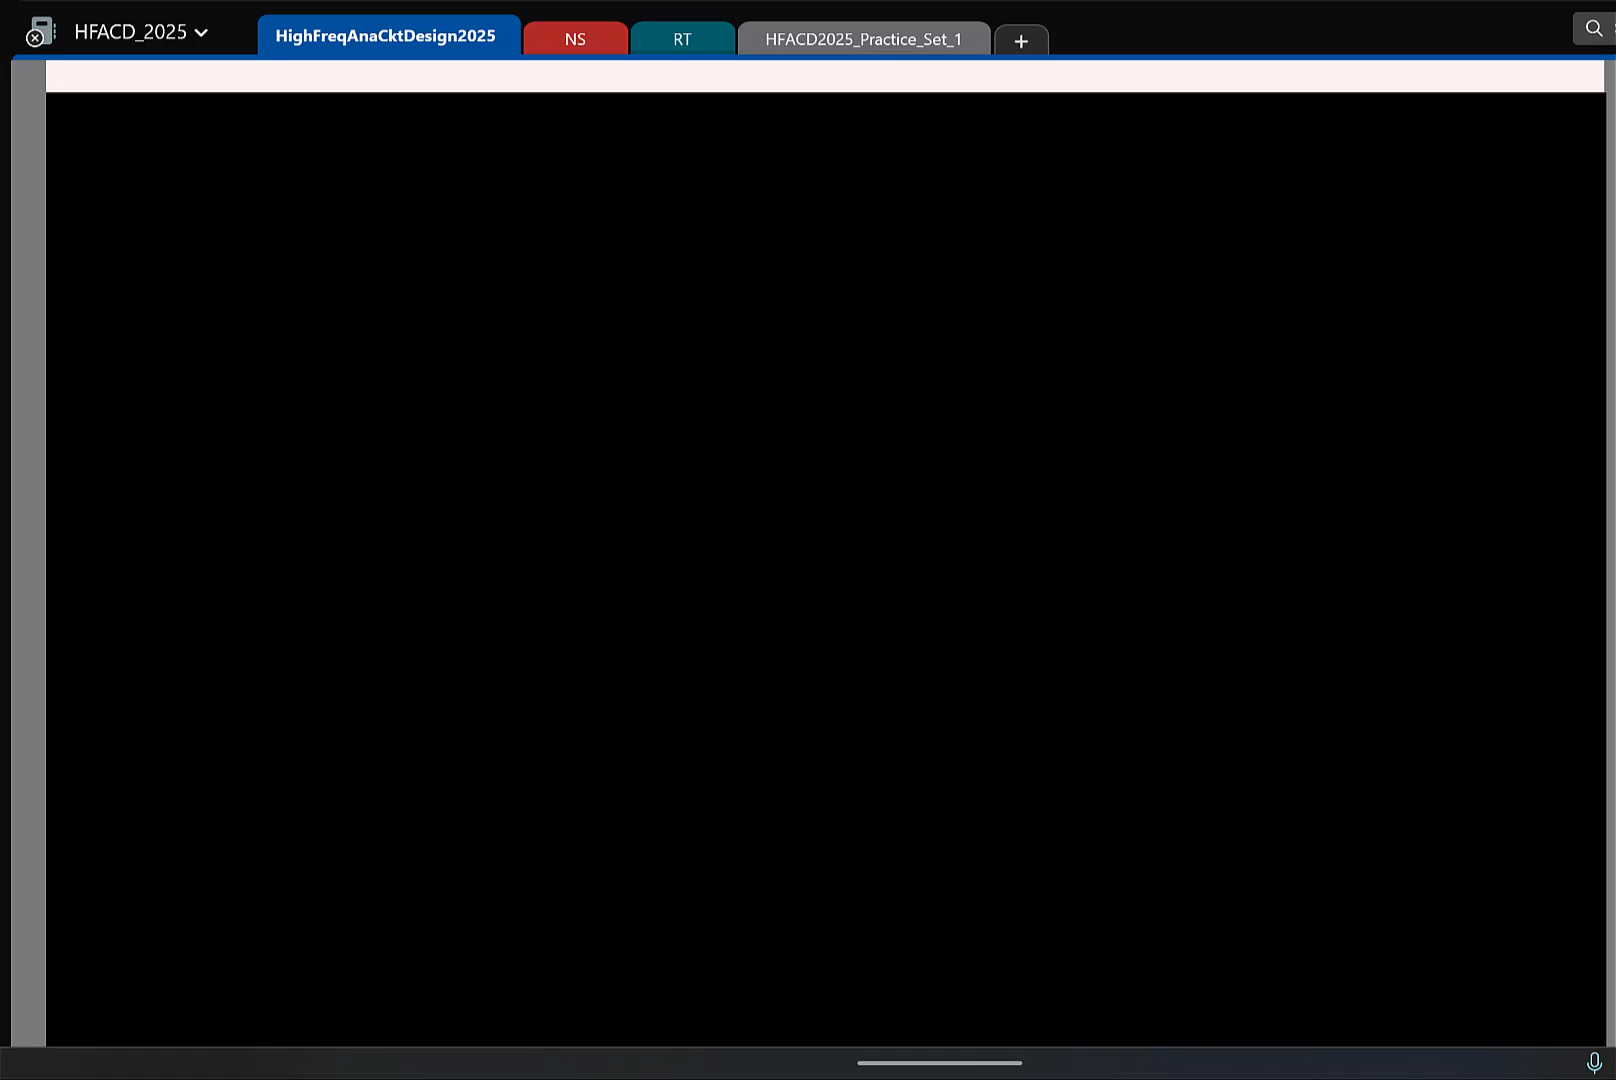 HFACD_2025
HighFreqAnaCktDesign2025
NS
RT
HFACD2025_Practice_Set_1
+